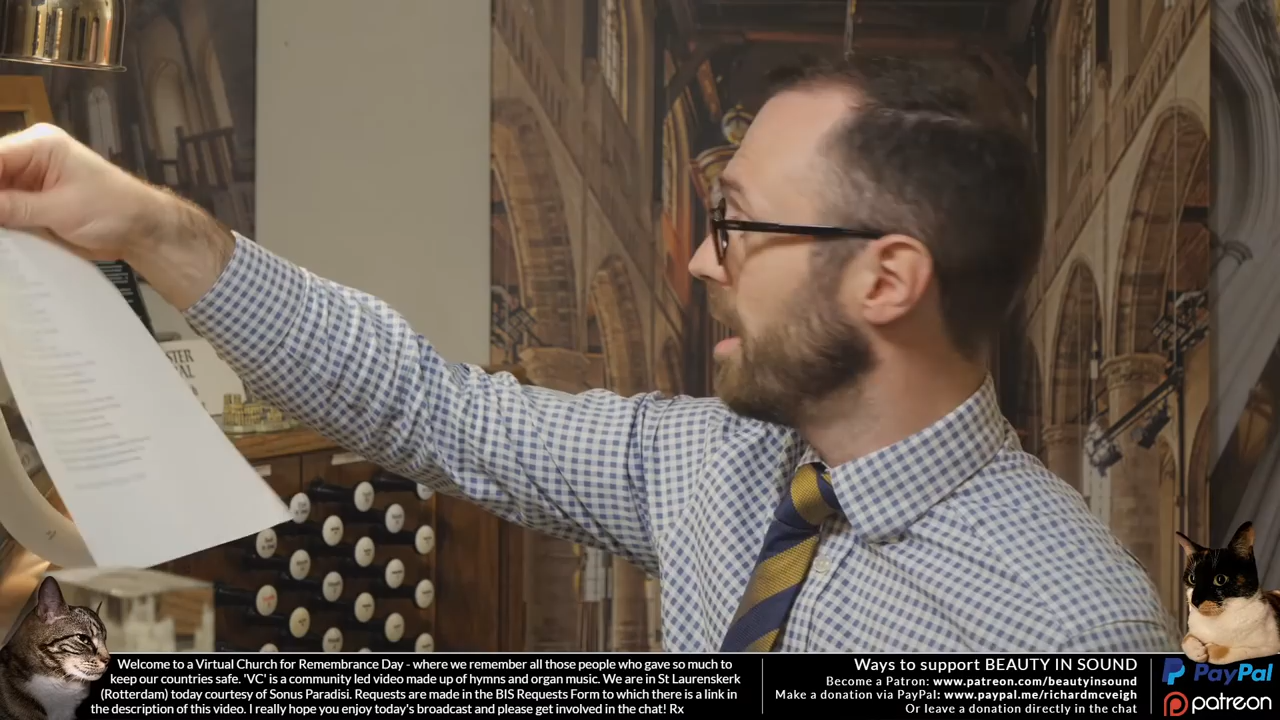 STER
Welcome to a Virtual Church for Remembrance Day - where we remember all those people who gave so much to
keep our countries safe. 'VC' is a community led video made up of hymns and organ music. We are in St Laurenskerk
(Rotterdam) today courtesy of Sonus Paradisi. Requests are made in the BIS Requests Form to which there is a link in
the description of this video. I really hope you enjoy today's broadcast and please get involved in the chat! Rx
Ways to support BEAUTY IN SOUND
Become a Patron: www.patreon.com/beautyinsound
Make a donation via PayPal: www.paypal.me/richardmcveigh
Or leave a donation directly in the chat
PayPal
patreon